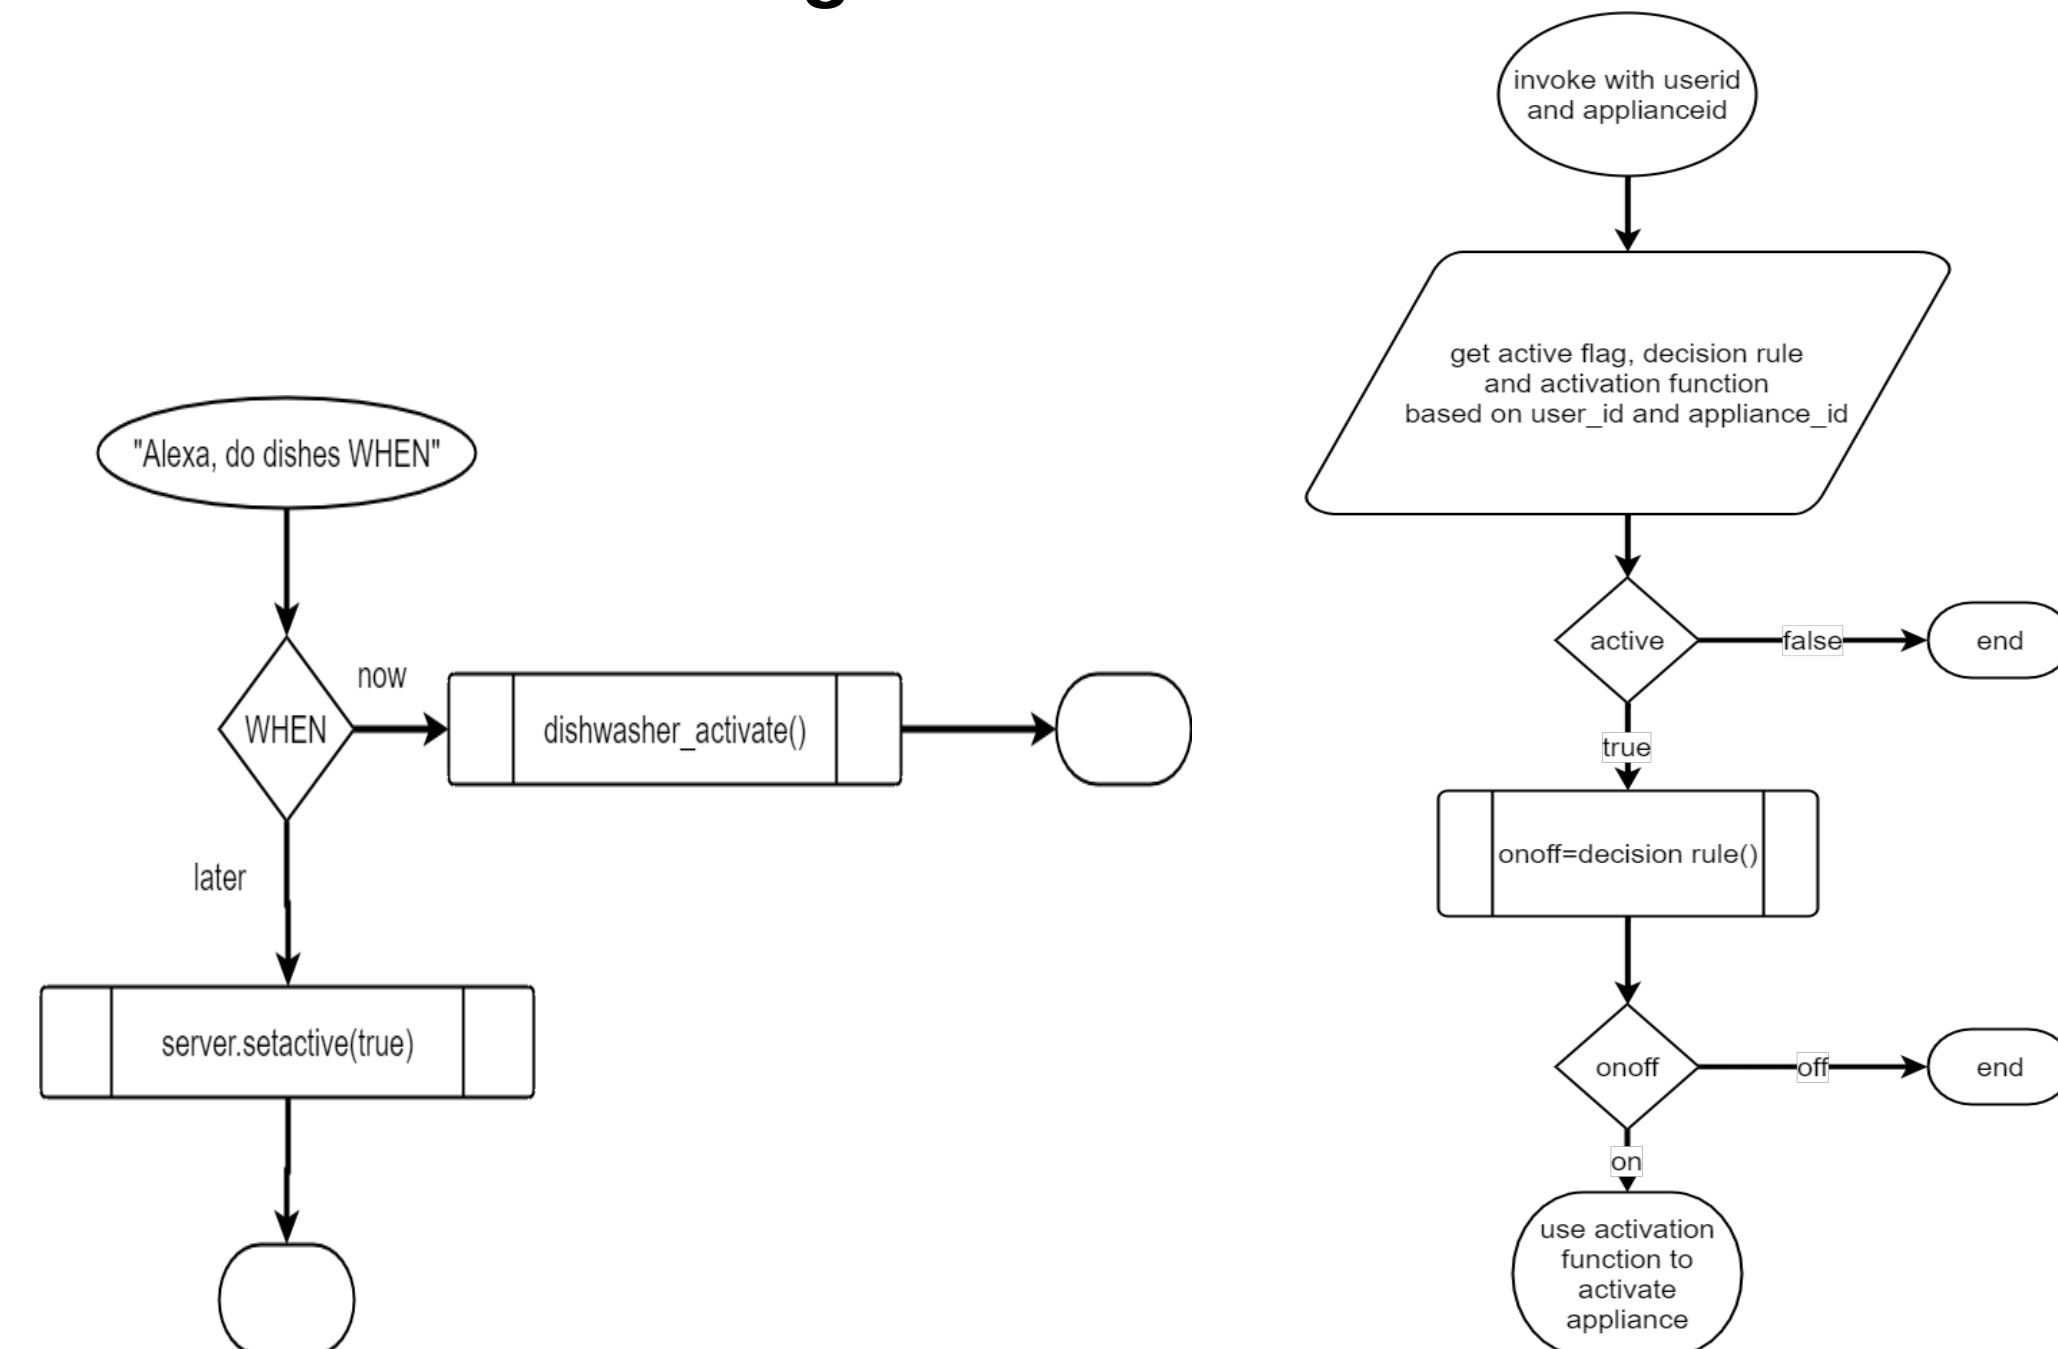 "Alexa, do dishes WHEN"
WHEN
now
dishwasher_activate()
later
server.setactive(true)
invoke with userid
and applianceid
get active flag, decision rule
and activation function
based on user_id and appliance_id
active
false
end
true
onoff=decision rule()
onoff
off
end
on
use activation
function to
activate
appliance